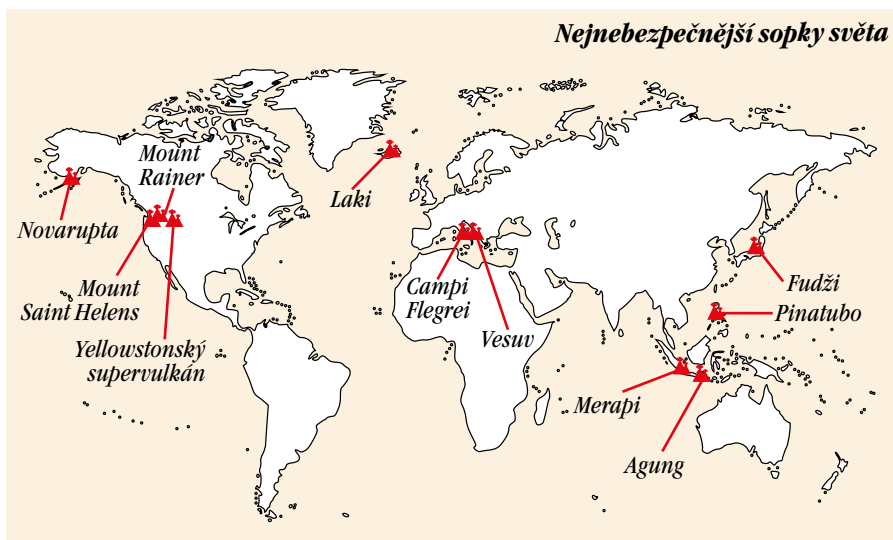 Nejnebezpečnější sopky světa
Mount
Rainer
Novarupta
Laki
Mount
Saint Helens
Yellowstonský
supervulkán
Campi
Flegrei
Vesuv
Fudži
Pinatubo
Merapi
Agung